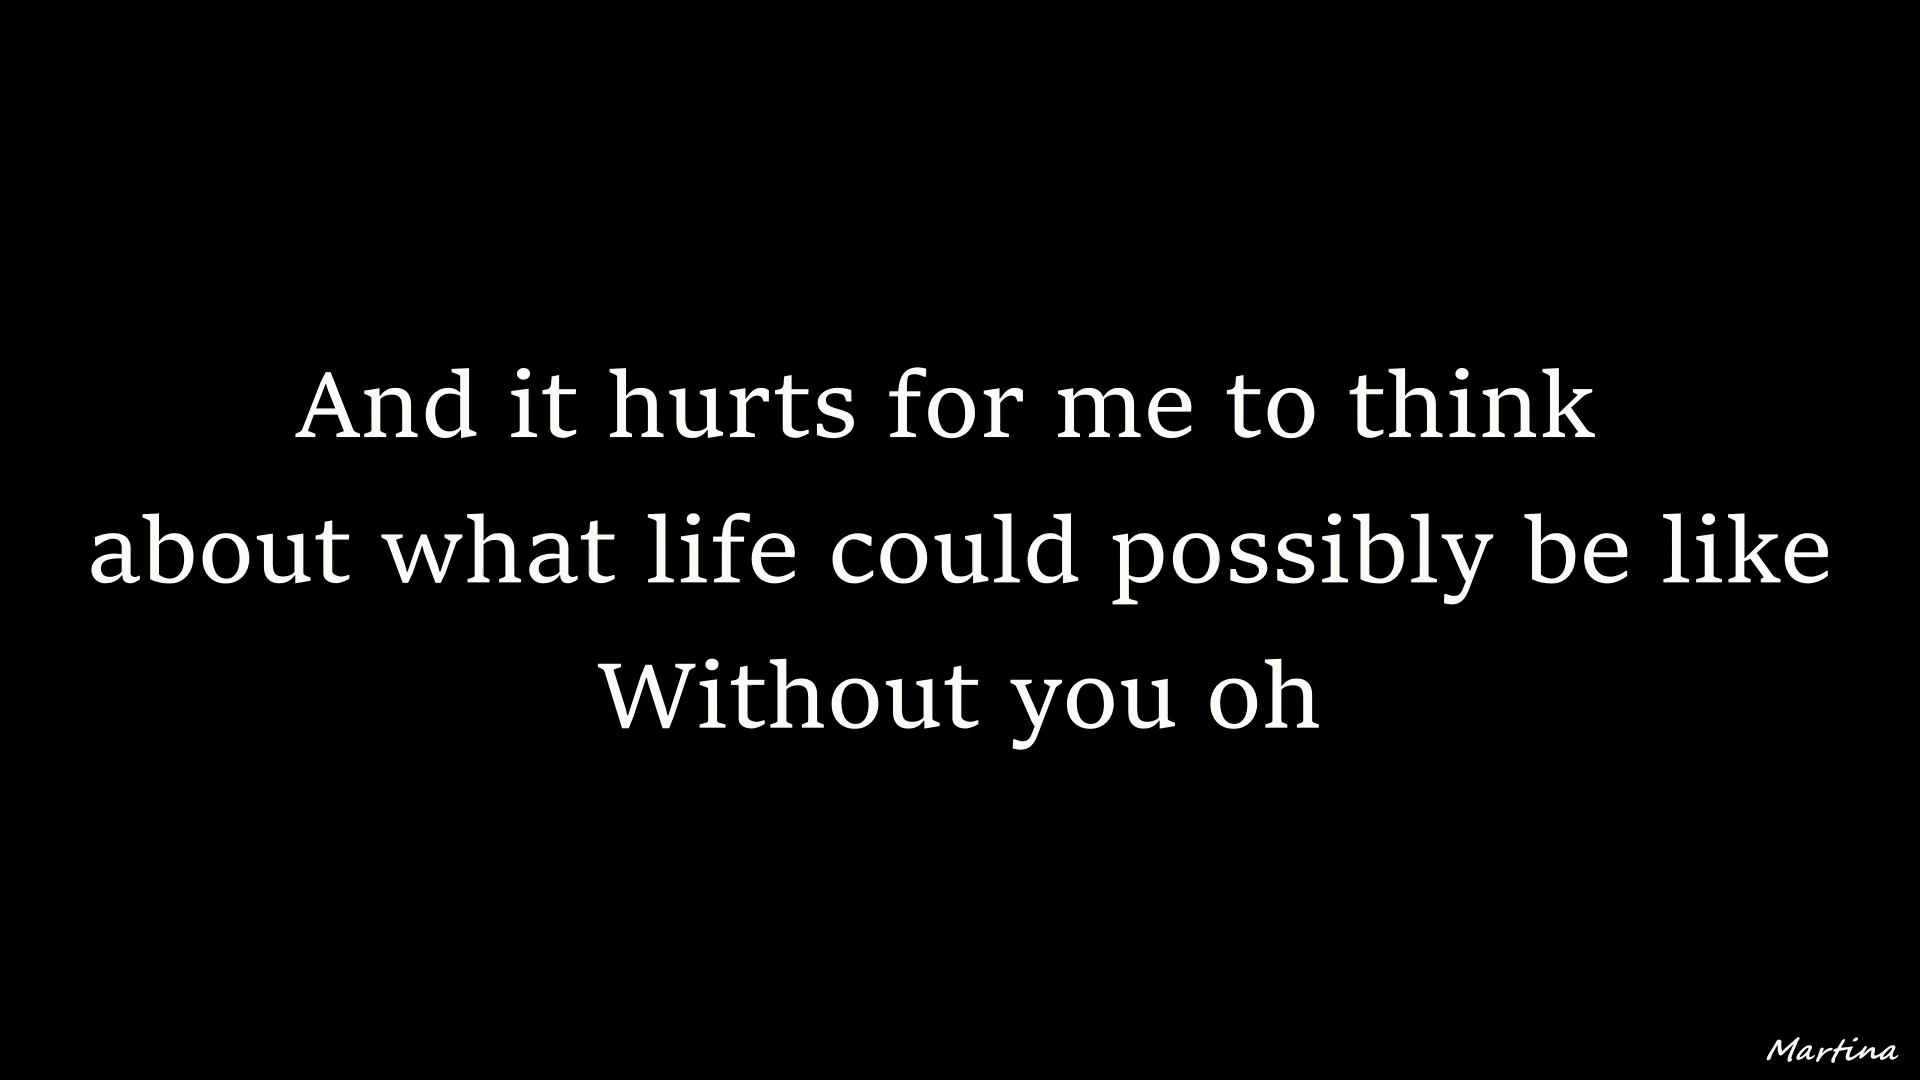 And it hurts for me to think
about what life could possibly be like
Without you oh
Martina